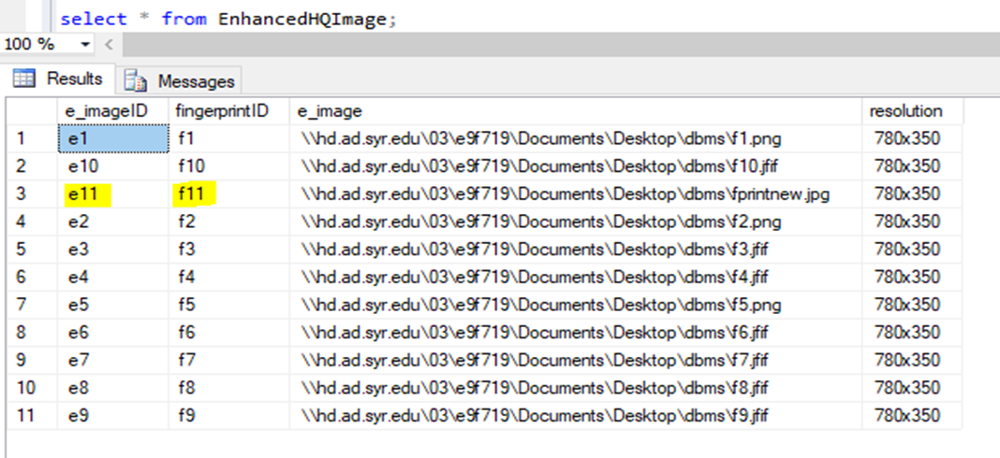 select * from EnhancedHQImage;
100 %
Results Messages
e_imageID fingerprintID e_image resolution
1 e1 f1 \\hd.ad.syr.edu\03\e9f719\Documents\Desktop\dbms\f1.png 780x350
2 e10 f10 \\hd.ad.syr.edu\03\e9f719\Documents\Desktop\dbms\f10.jfif 780x350
3 e11 f11 \\hd.ad.syr.edu\03\e9f719\Documents\Desktop\dbms\fprintnew.jpg 780x350
4 e2 f2 \\hd.ad.syr.edu\03\e9f719\Documents\Desktop\dbms\f2.png 780x350
5 e3 f3 \\hd.ad.syr.edu\03\e9f719\Documents\Desktop\dbms\f3.jfif 780x350
6 e4 f4 \\hd.ad.syr.edu\03\e9f719\Documents\Desktop\dbms\f4.jfif 780x350
7 e5 f5 \\hd.ad.syr.edu\03\e9f719\Documents\Desktop\dbms\f5.png 780x350
8 e6 f6 \\hd.ad.syr.edu\03\e9f719\Documents\Desktop\dbms\f6.jfif 780x350
9 e7 f7 \\hd.ad.syr.edu\03\e9f719\Documents\Desktop\dbms\f7.jfif 780x350
10 e8 f8 \\hd.ad.syr.edu\03\e9f719\Documents\Desktop\dbms\f8.jfif 780x350
11 e9 f9 \\hd.ad.syr.edu\03\e9f719\Documents\Desktop\dbms\f9.jfif 780x350